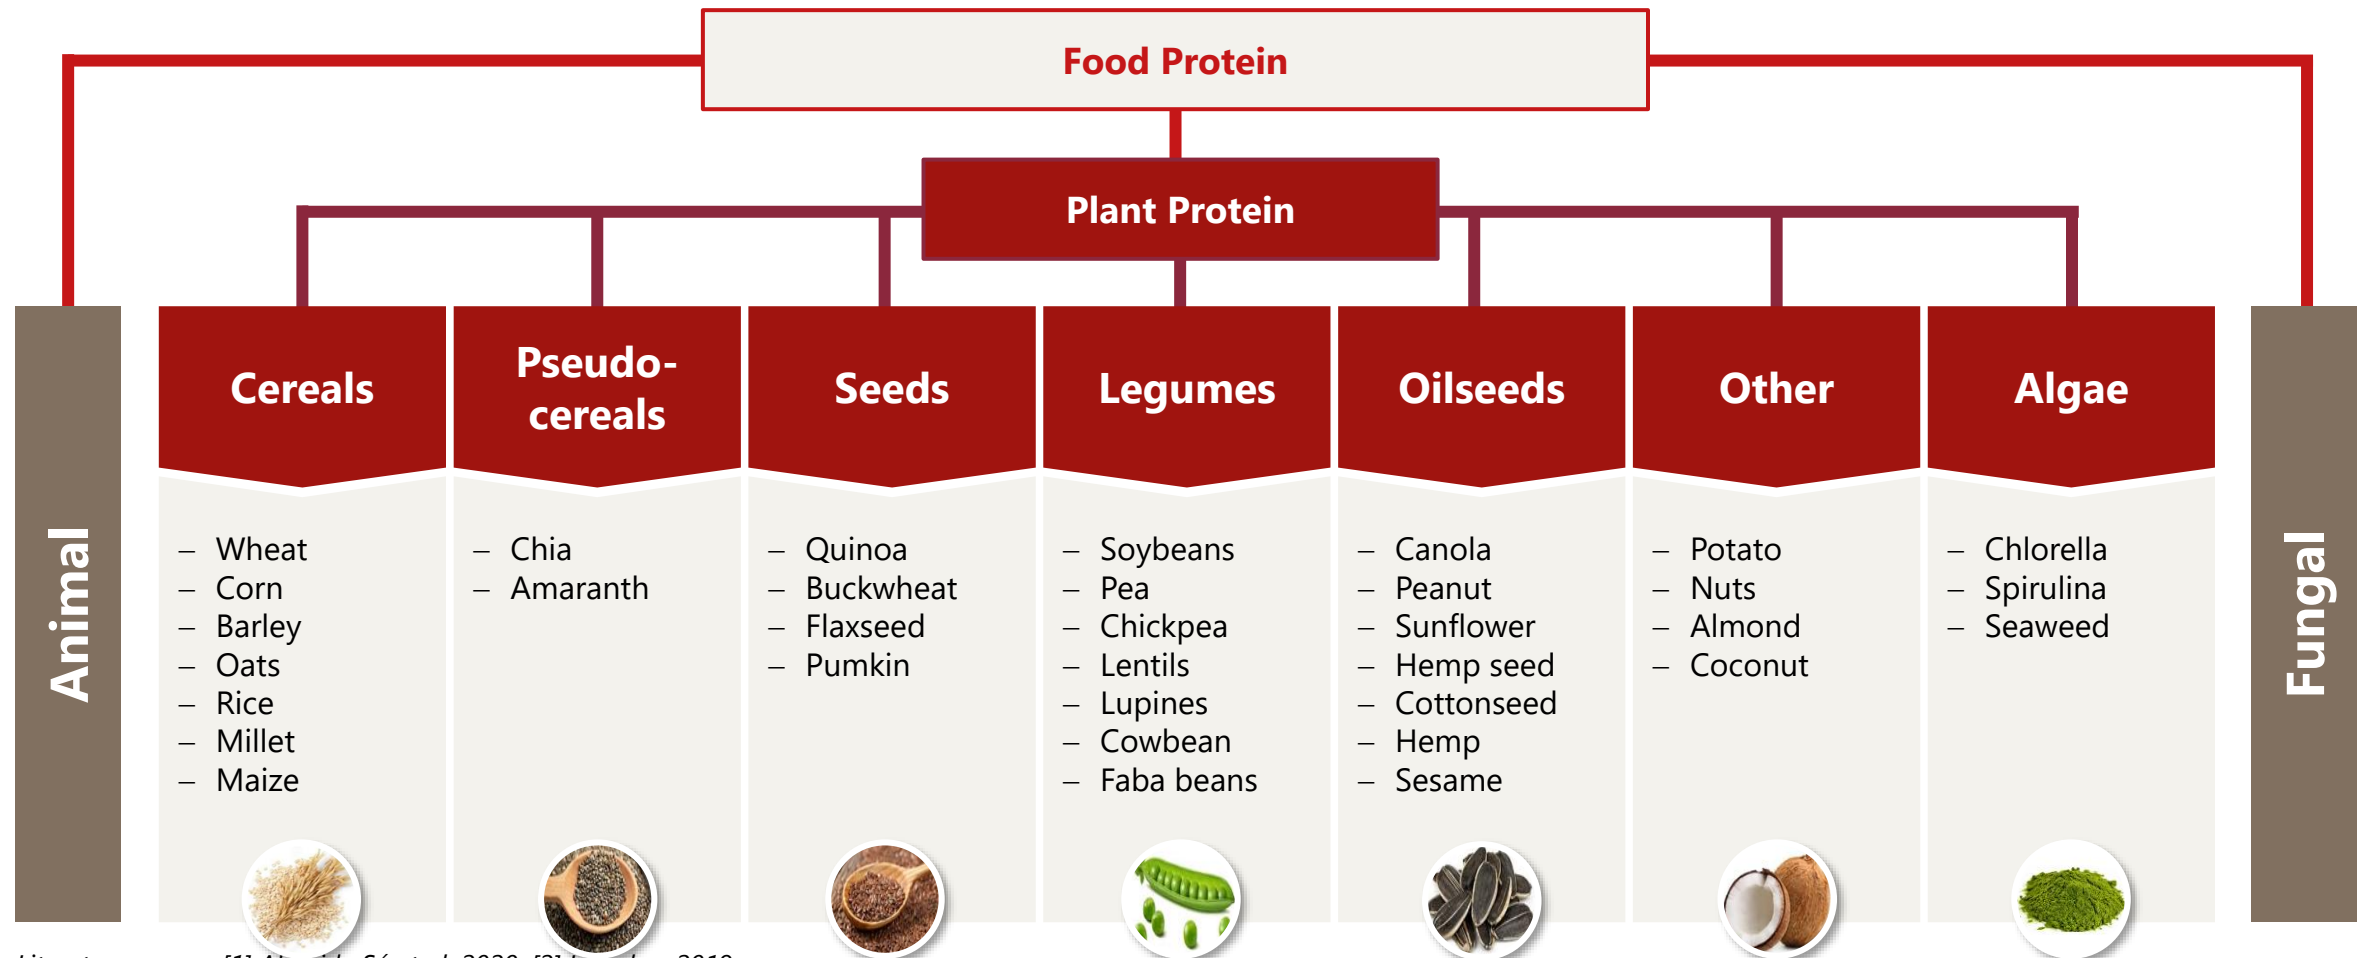 Food Protein
Plant Protein
Animal
Cereals
– Wheat
– Corn
– Barley
– Oats
– Rice
– Millet
– Maize
Pseudo-
cereals
– Chia
– Amaranth
Seeds
– Quinoa
– Buckwheat
– Flaxseed
– Pumkin
Legumes
– Soybeans
– Pea
– Chickpea
– Lentils
– Lupines
– Cowbean
– Faba beans
Oilseeds
– Canola
– Peanut
– Sunflower
– Hemp seed
– Cottonseed
– Hemp
– Sesame
Other
– Potato
– Nuts
– Almond
– Coconut
Algae
– Chlorella
– Spirulina
– Seaweed
Fungal